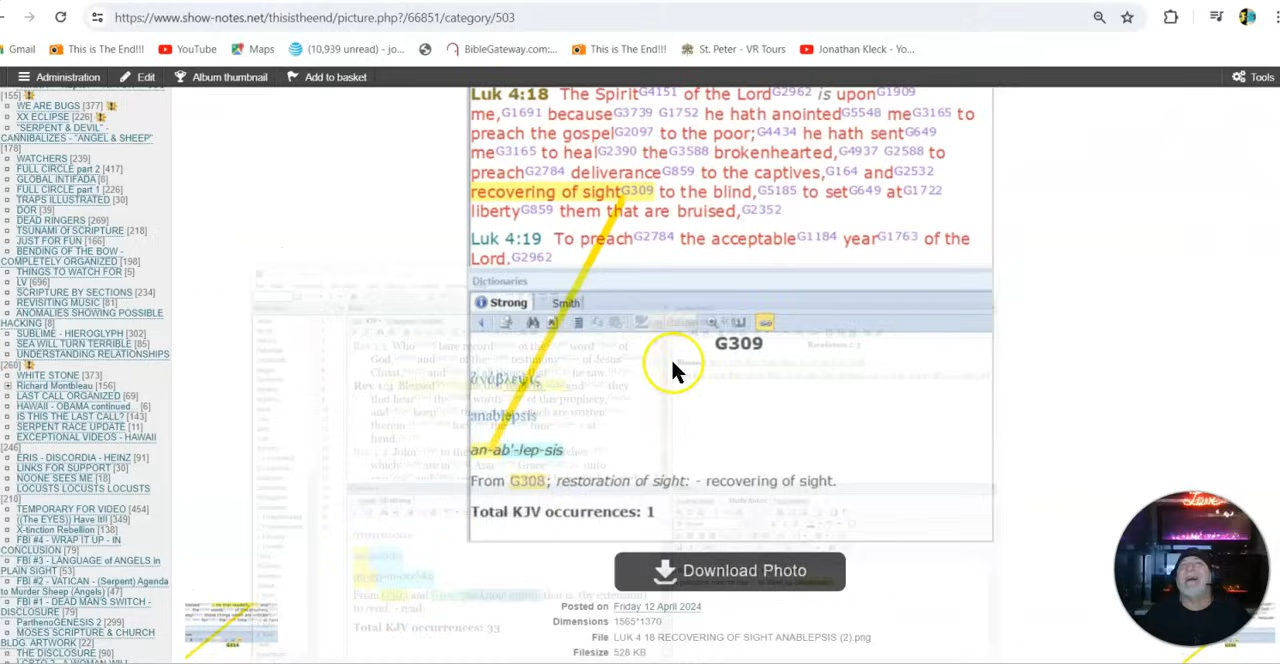 https://www.show-notes.net/thisistheend/picture.php?/66851/category/503
Gmail This is The End!!! YouTube Maps (10,939 unread) - jo... BibleGateway.com:... This is The End!!! St. Peter - VR Tours Jonathan Kleck - Yo...
Administration Edit Album thumbnail Add to basket Tools
[155]
WE ARE BUGS [377]
XX ECLIPSE [226]
"SERPENT & DEVIL" -
CANNIBALIZES - "ANGEL & SHEEP"
[178]
WATCHERS [239]
FULL CIRCLE part 2 [417]
GLOBAL INTIFADA [8]
FULL CIRCLE part 1 [226]
TRAPS ILLUSTRATED [30]
DOR [39]
DEAD RINGERS [269]
TSUNAMI Of SCRIPTURE [218]
JUST FOR FUN [166]
BENDING OF THE BOW -
COMPLETELY ORGANIZED [198]
THINGS TO WATCH FOR [5]
LV [696]
SCRIPTURE BY SECTIONS [234]
REVISITING MUSIC [81]
ANOMALIES SHOWING POSSIBLE
HACKING [8]
SUBLIME - HIEROGLYPH [302]
SEA WILL TURN TERRIBLE [85]
UNDERSTANDING RELATIONSHIPS
[260]
WHITE STONE [373]
Richard Montbleau [156]
LAST CALL ORGANIZED [69]
HAWAII - OBAMA continued... [6]
IS THIS THE LAST CALL? [143]
SERPENT RACE UPDATE [11]
EXCEPTIONAL VIDEOS - HAWAII
[246]
ERIS - DISCORDIA - HEINZ [91]
LINKS FOR SUPPORT [30]
NOONE SEES ME [18]
LOCUSTS LOCUSTS LOCUSTS
[210]
TEMPORARY FOR VIDEO [454]
((The EYES)) Have It!! [349]
X-tinction Rebellion [138]
FBI #4 - WRAP IT UP - IN
CONCLUSION [79]
FBI #3 - LANGUAGE of ANGELS in
PLAIN SIGHT [53]
FBI #2 - VATICAN - (Serpent) Agenda
to Murder Sheep (Angels) [47]
FBI #1 - DEAD MAN'S SWITCH -
DISCLOSURE [79]
ParthenoGENESIS 2 [299]
MOSES SCRIPTURE & CHURCH
BLDG. ARTWORK [22]
THE DISCLOSURE [90]
Luk 4:18 The SpiritG4151 of the LordG2962 is uponG1909
me,G1691 becauseG3739 G1752 he hath anointedG5548 meG3165 to
preach the gospelG2097 to the poor;G4434 he hath sentG649
meG3165 to healG2390 theG3588 brokenhearted,G4937 G2588 to
preachG2784 deliveranceG859 to the captives,G164 andG2532
recovering of sightG309 to the blind,G5185 to setG649 atG1722
libertyG859 them that are bruised,G2352
Luk 4:19 To preachG2784 the acceptableG1184 yearG1763 of the
Lord.G2962
Dictionaries
Strong Smith
G309
ἀνάβλεψις
anablepsis
an-ab'-lep-sis
From G308; restoration of sight: - recovering of sight.
Total KJV occurrences: 1
Total KJV occurrences: 33
Download Photo
Posted on Friday 12 April 2024
Dimensions 1565*1370
File LUK 4 18 RECOVERING OF SIGHT ANABLEPSIS (2).png
Filesize 528 KB
Love